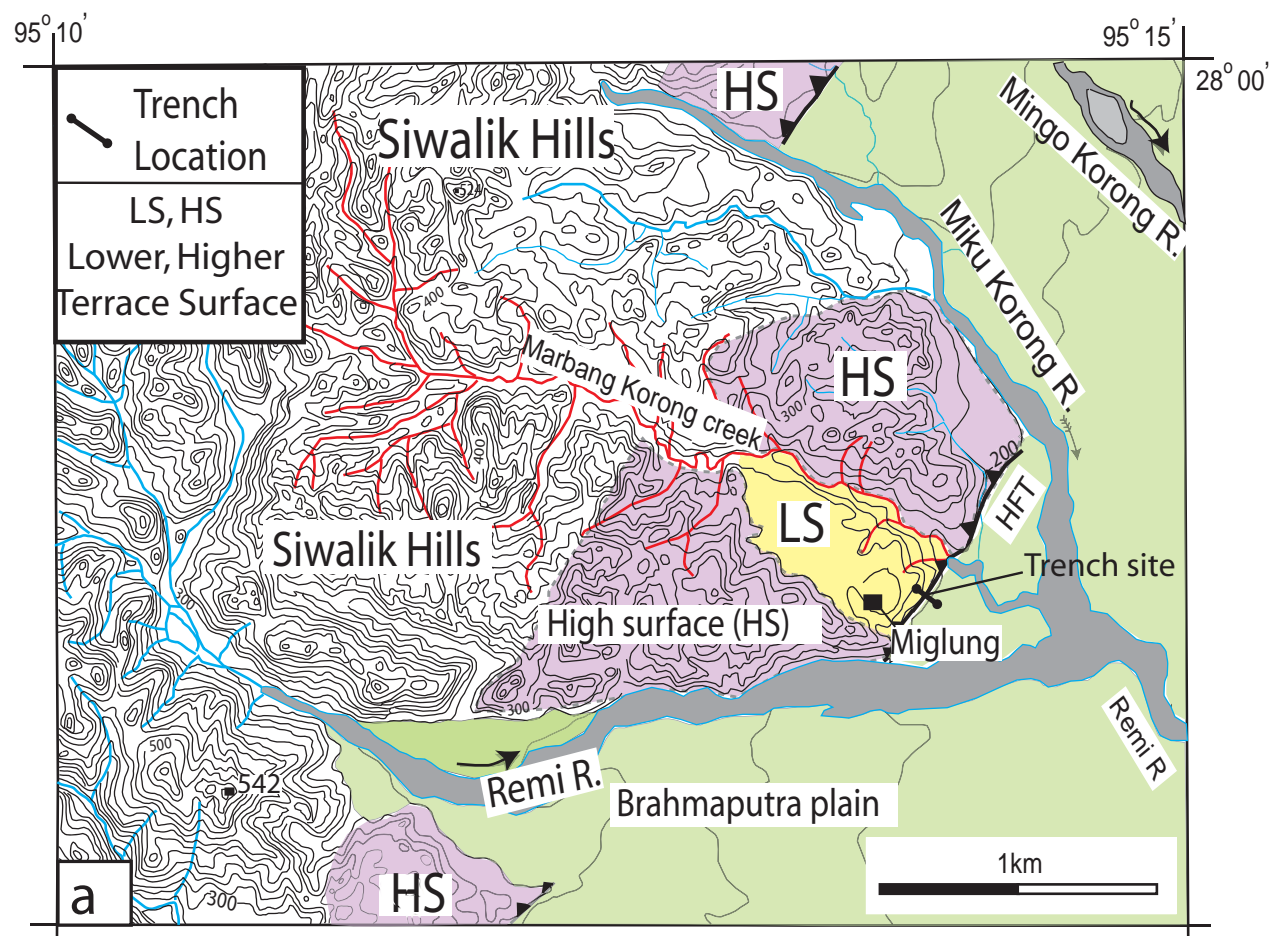 95° 10'
95° 15'
28° 00'
Trench
Location
LS, HS
Lower, Higher
Terrace Surface
HS
Siwalik Hills
524
Mingo Korong R.
Miku Korong R.
400
Marbang Korong creek
HS
300
400
200
HFT
LS
Siwalik Hills
Trench site
300
High surface (HS)
Miglung
300
Remi R
500
542
Remi R.
Brahmaputra plain
1km
a
300
HS